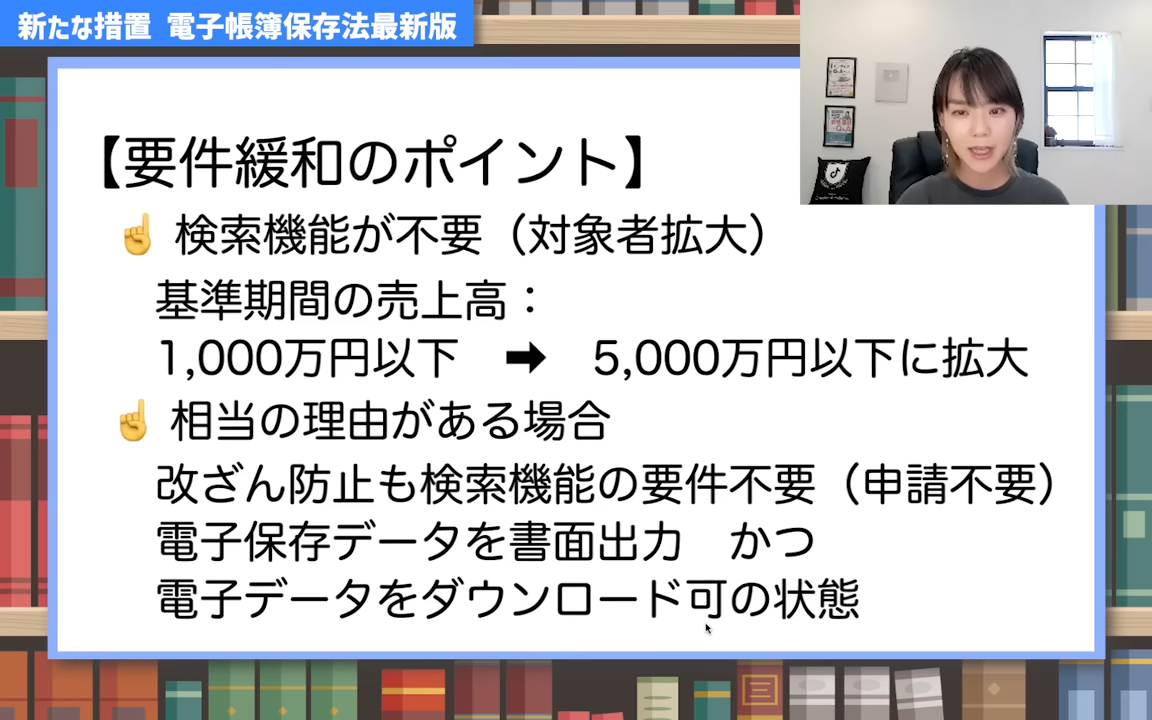 新たな措置 電子帳簿保存法最新版
【要件緩和のポイント】
☝ 検索機能が不要（対象者拡大）
基準期間の売上高：
1,000万円以下 ➡ 5,000万円以下に拡大
☝ 相当の理由がある場合
改ざん防止も検索機能の要件不要（申請不要）
電子保存データを書面出力 かつ
電子データをダウンロード可の状態